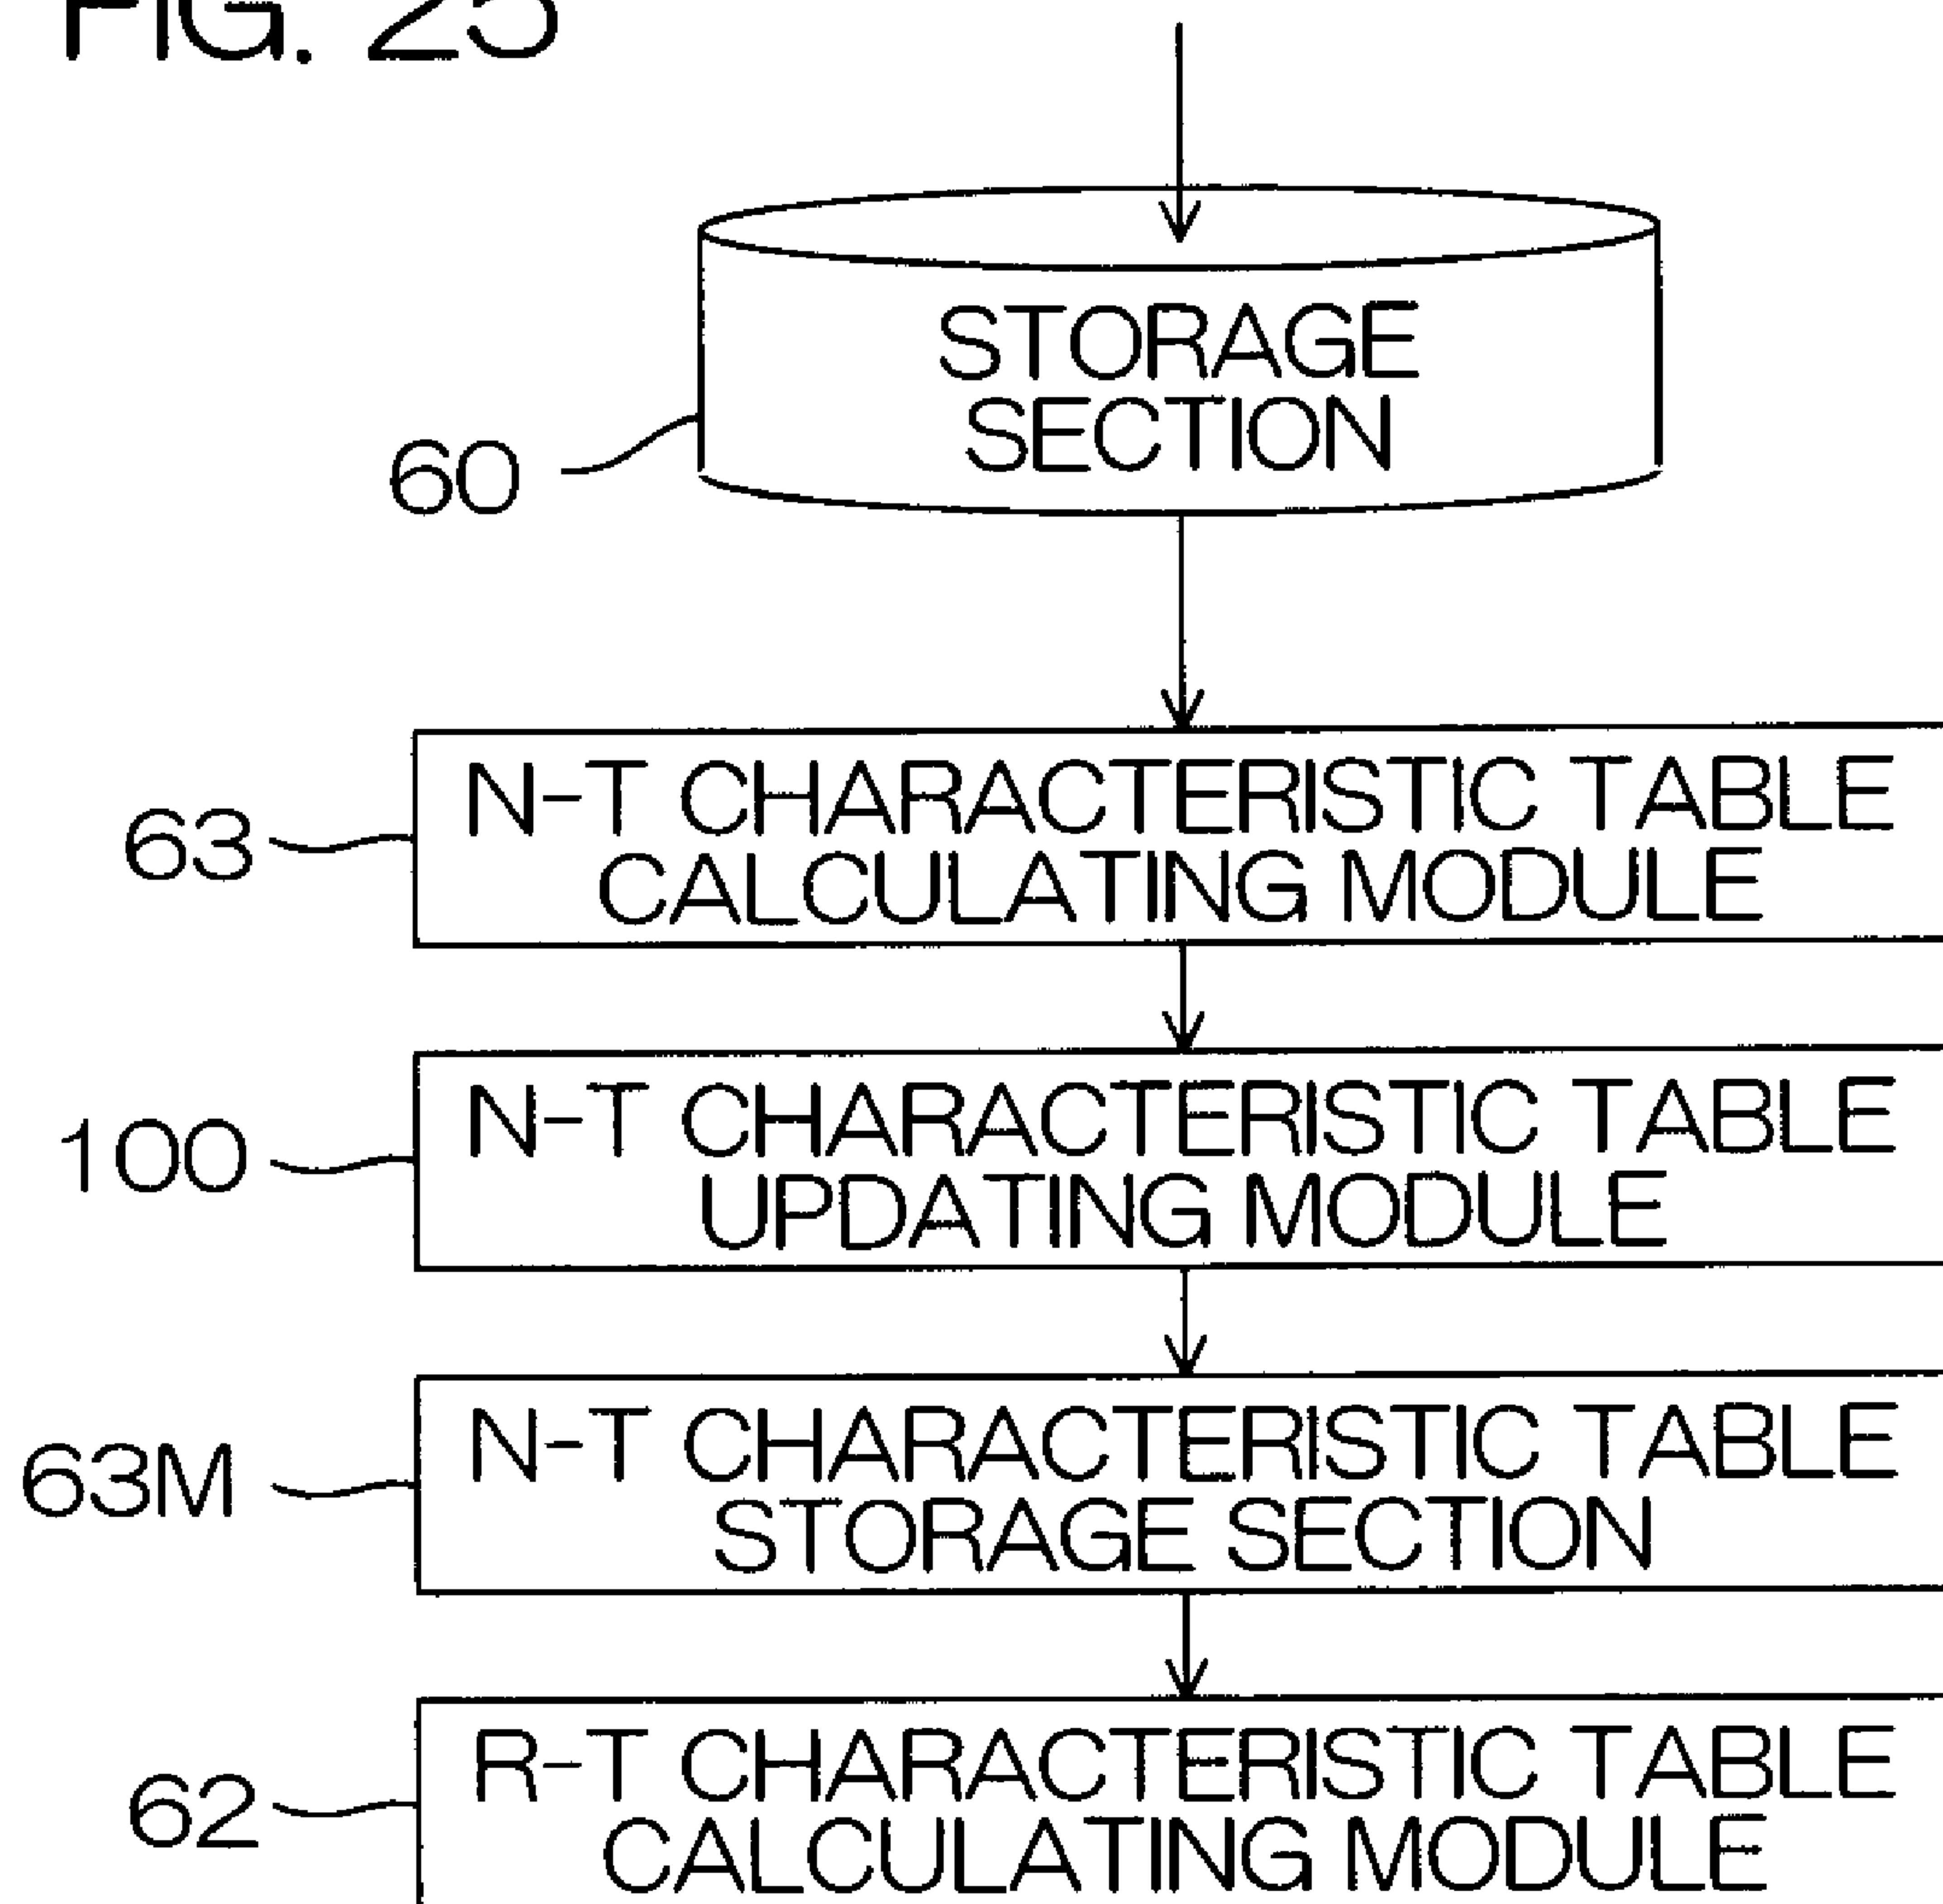 FIG. 25
STORAGE
SECTION
60
N-T CHARACTERISTIC TABLE
CALCULATING MODULE
63
N-T CHARACTERISTIC TABLE
UPDATING MODULE
100
N-T CHARACTERISTIC TABLE
STORAGE SECTION
63M
R-T CHARACTERISTIC TABLE
CALCULATING MODULE
62